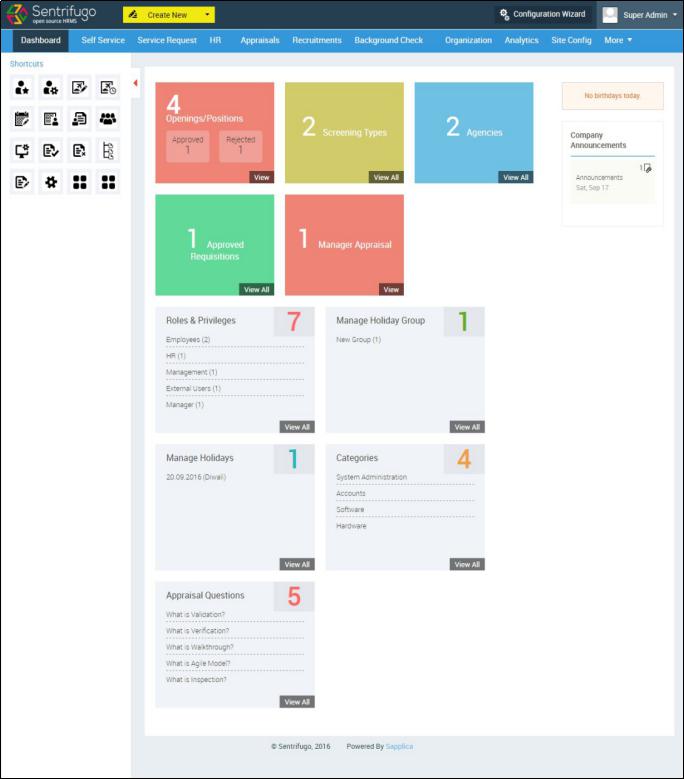 Sentrifugo
open source HRMS
Create New
Configuration Wizard
Super Admin
Dashboard Self Service Service Request HR Appraisals Recruitments Background Check Organization Analytics Site Config More
Shortcuts
4
Openings/Positions
Approved
1
Rejected
1
View
2 Screening Types
View All
2 Agencies
View All
No birthdays today.
Company
Announcements
1
Announcements
Sat, Sep 17
1 Approved
Requisitions
View All
1 Manager Appraisal
View
Roles & Privileges
7
Employees (2)
HR (1)
Management (1)
External Users (1)
Manager (1)
View All
Manage Holiday Group
1
New Group (1)
View All
Manage Holidays
1
20.09.2016 (Diwali)
View All
Categories
4
System Administration
Accounts
Software
Hardware
View All
Appraisal Questions
5
What is Validation?
What is Verification?
What is Walkthrough?
What is Agile Model?
What is Inspection?
View All
© Sentrifugo, 2016 Powered By Sapplica